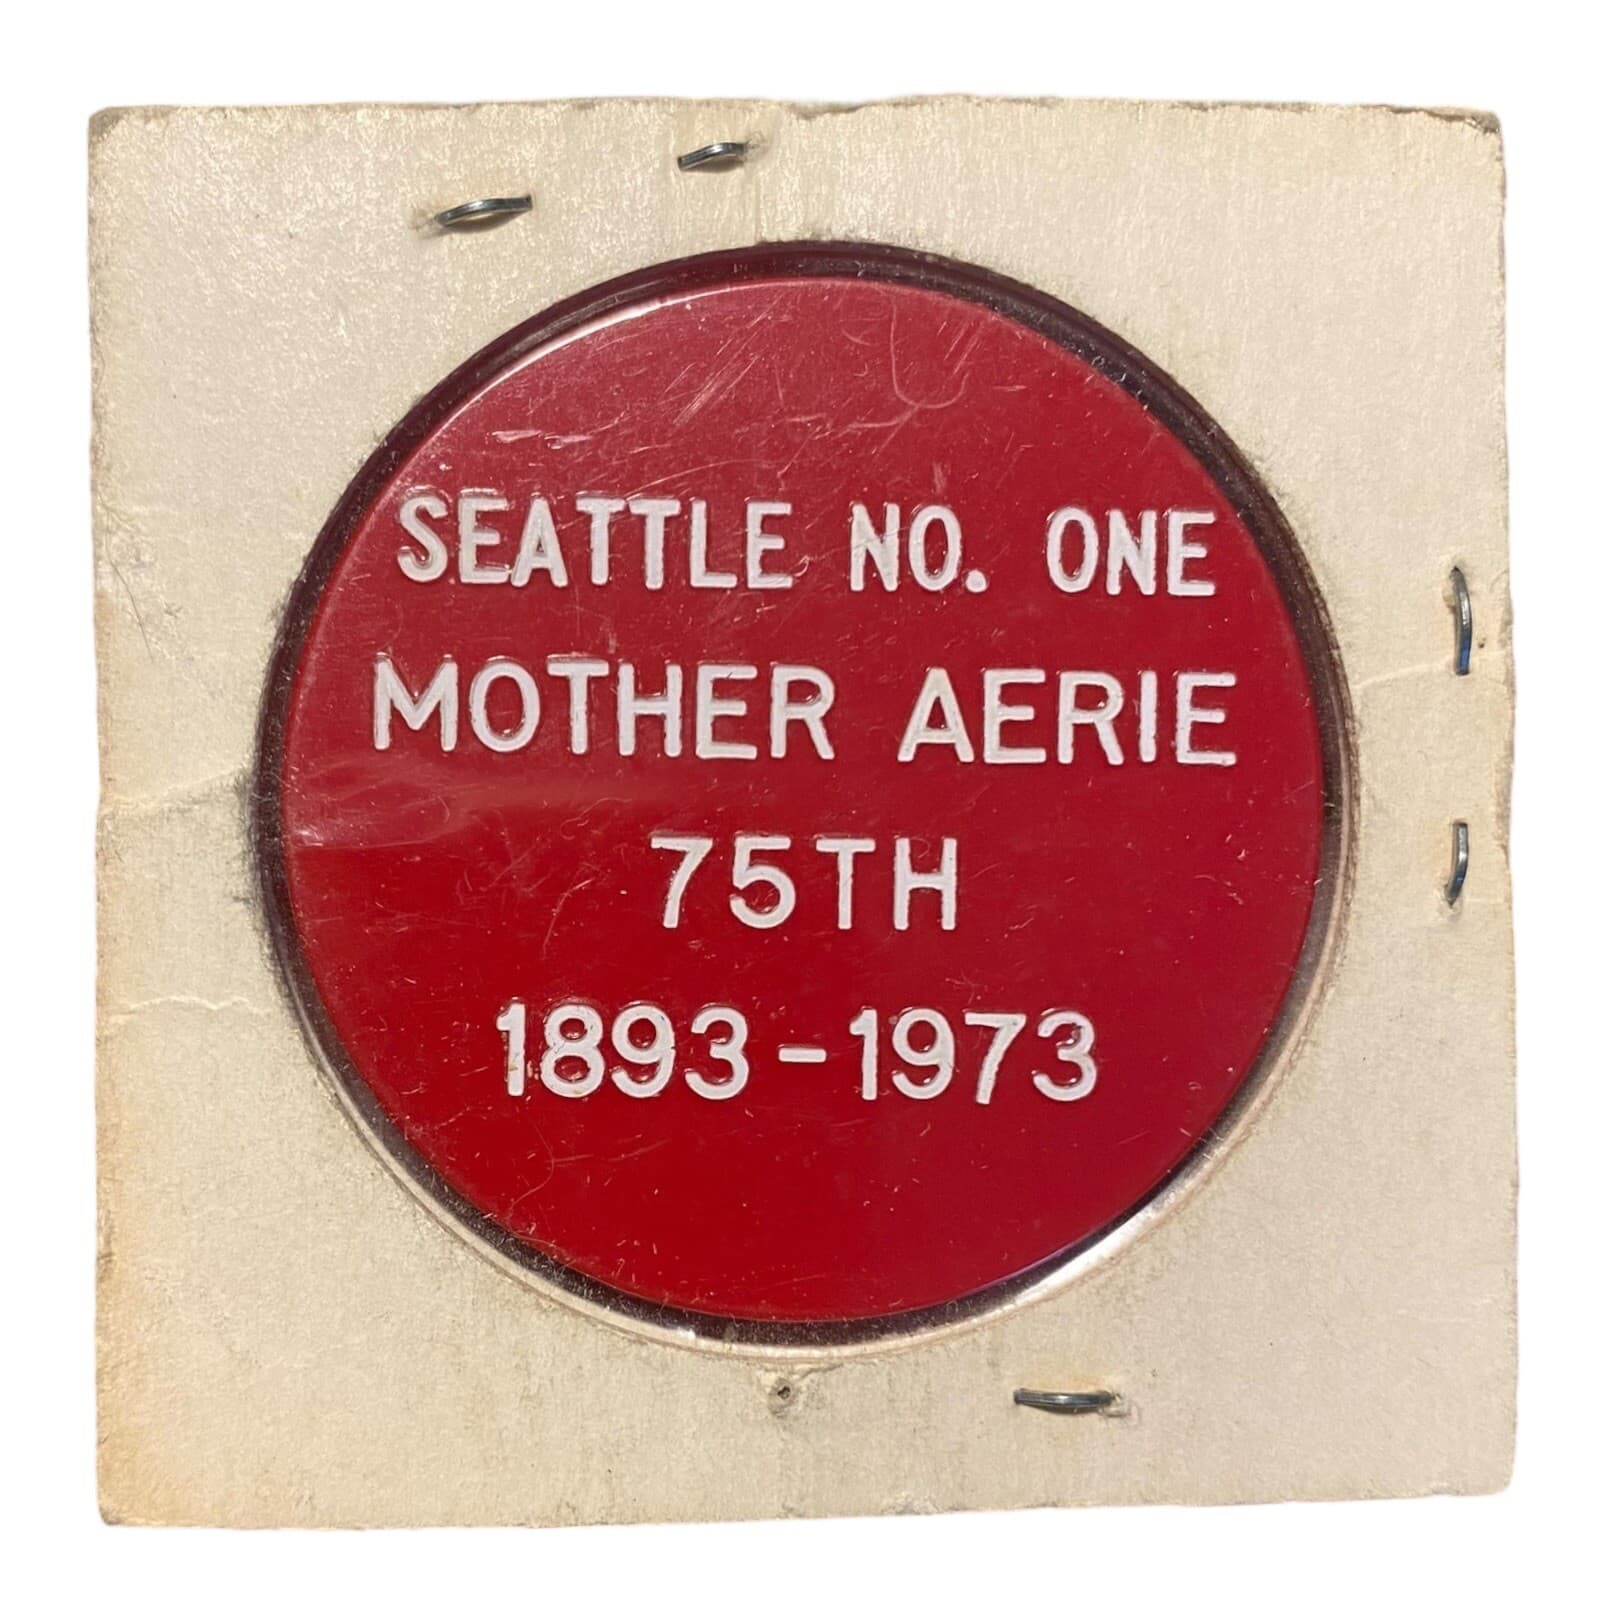 SEATTLE NO. ONE
MOTHER AERIE
75TH
1893-1973